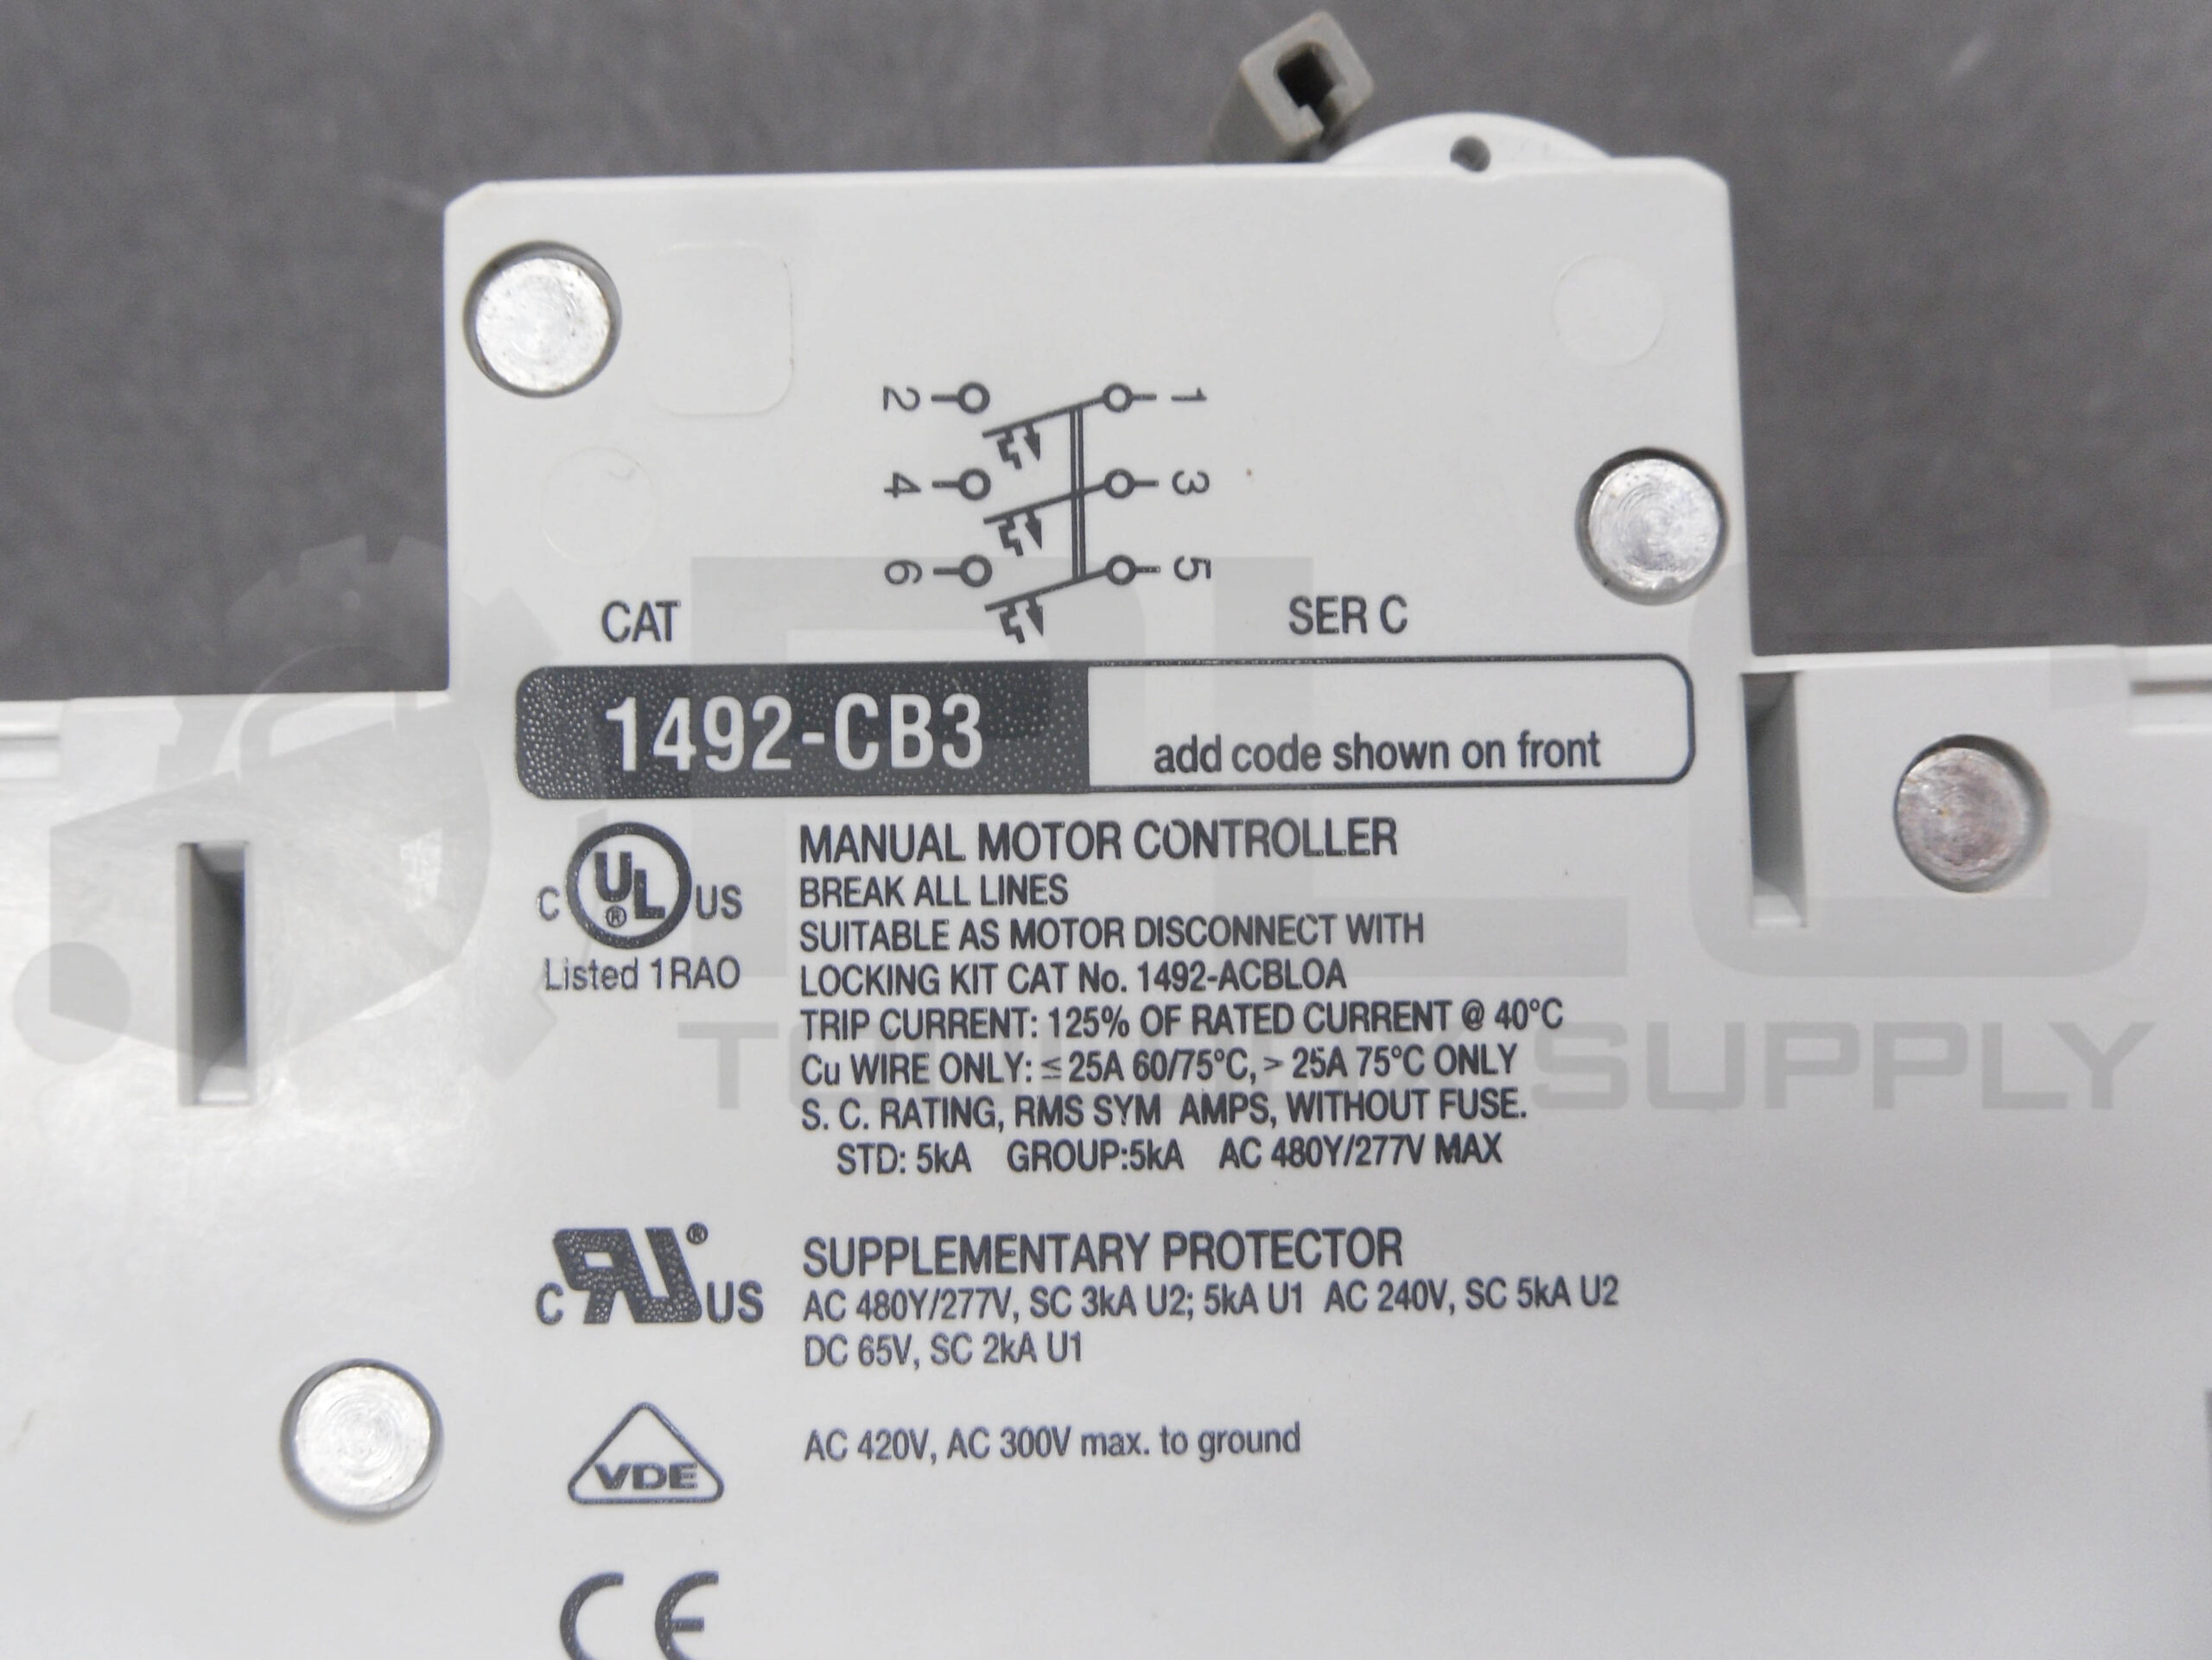 2 1
4 3
6 5
CAT SER C
1492-CB3 add code shown on front
C UL ® US
Listed 1RAO
MANUAL MOTOR CONTROLLER
BREAK ALL LINES
SUITABLE AS MOTOR DISCONNECT WITH
LOCKING KIT CAT No. 1492-ACBLOA
TRIP CURRENT: 125% OF RATED CURRENT @ 40°C
Cu WIRE ONLY: ≤ 25A 60/75°C, > 25A 75°C ONLY
S. C. RATING, RMS SYM AMPS, WITHOUT FUSE.
STD: 5kA GROUP:5kA AC 480Y/277V MAX
C RU ® US
SUPPLEMENTARY PROTECTOR
AC 480Y/277V, SC 3kA U2; 5kA U1 AC 240V, SC 5kA U2
DC 65V, SC 2kA U1
VDE
AC 420V, AC 300V max. to ground
CE
PLC
SUPPLY